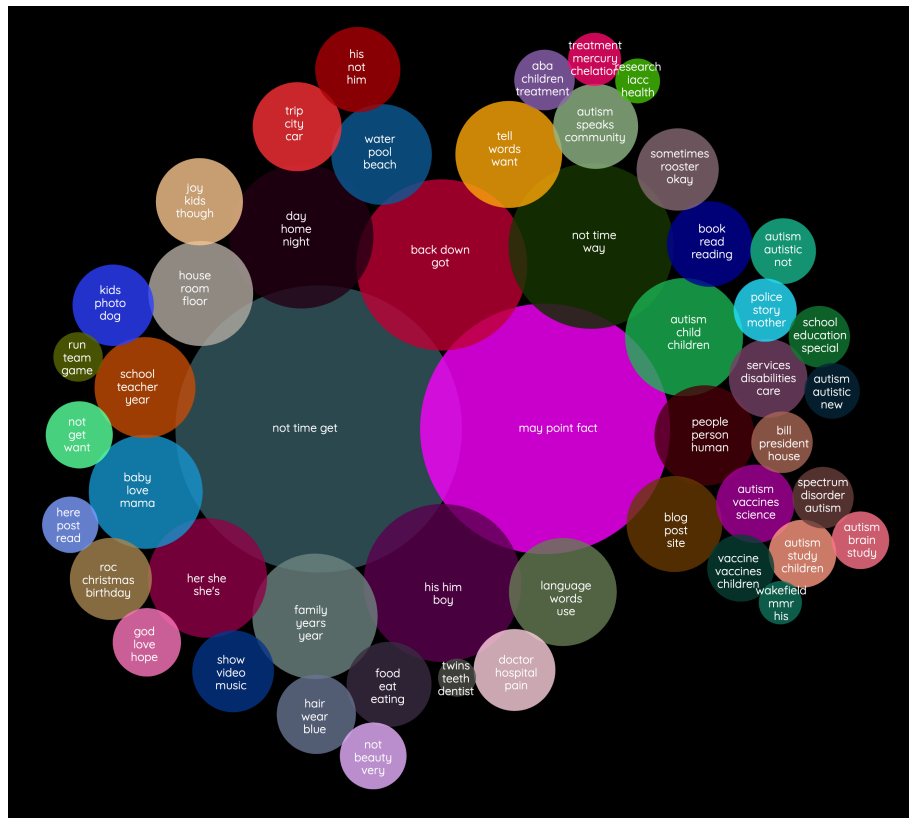 his
not
him
treatment
mercury
chelation
aba
children
treatment
research
iacc
health
trip
city
car
water
pool
beach
tell
words
want
autism
speaks
community
sometimes
rooster
okay
joy
kids
though
day
home
night
back down
got
not time
way
book
read
reading
autism
autistic
not
house
room
floor
kids
photo
dog
autism
child
children
police
story
mother
school
education
special
run
team
game
school
teacher
year
services
disabilities
care
autism
autistic
new
not
get
want
not time get
may point fact
people
person
human
bill
president
house
baby
love
mama
here
post
read
blog
post
site
autism
vaccines
science
spectrum
disorder
autism
autism
brain
study
autism
study
children
vaccine
vaccines
children
wakefield
mmr
his
roc
christmas
birthday
her she
she's
family
years
year
his him
boy
language
words
use
god
love
hope
show
video
music
food
eat
eating
twins
teeth
dentist
doctor
hospital
pain
hair
wear
blue
not
beauty
very